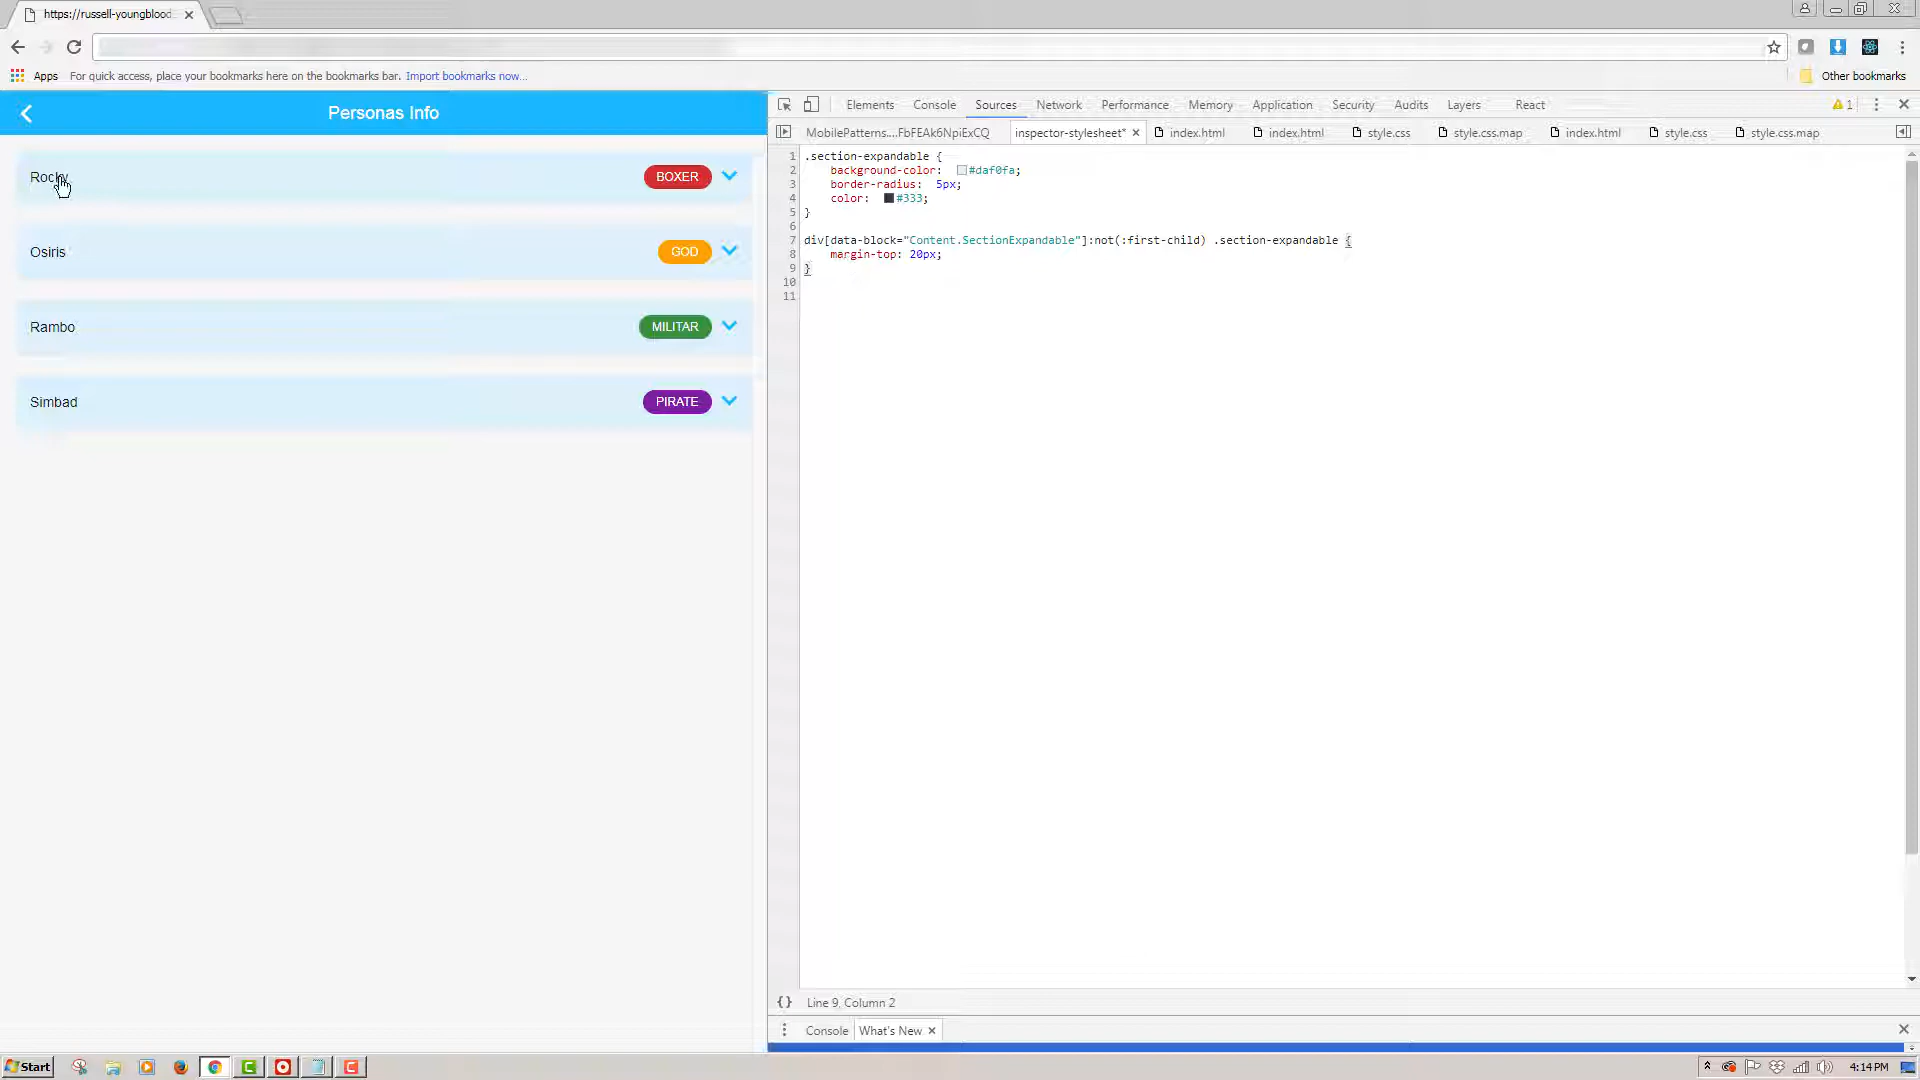 https://russell-youngblood
Apps For quick access, place your bookmarks here on the bookmarks bar. Import bookmarks now... Other bookmarks
Personas Info
Rocky BOXER
Osiris GOD
Rambo MILITAR
Simbad PIRATE
Elements Console Sources Network Performance Memory Application Security Audits Layers React 1
MobilePatterns....FbFEAk6NpiExCQ inspector-stylesheet* index.html index.html style.css style.css.map index.html style.css style.css.map
1 .section-expandable {
2 background-color: #daf0fa;
3 border-radius: 5px;
4 color: #333;
5 }
6
7 div[data-block="Content.SectionExpandable"]:not(:first-child) .section-expandable {
8 margin-top: 20px;
9 }
10
11
{} Line 9, Column 2
Console What's New
Start 4:14 PM